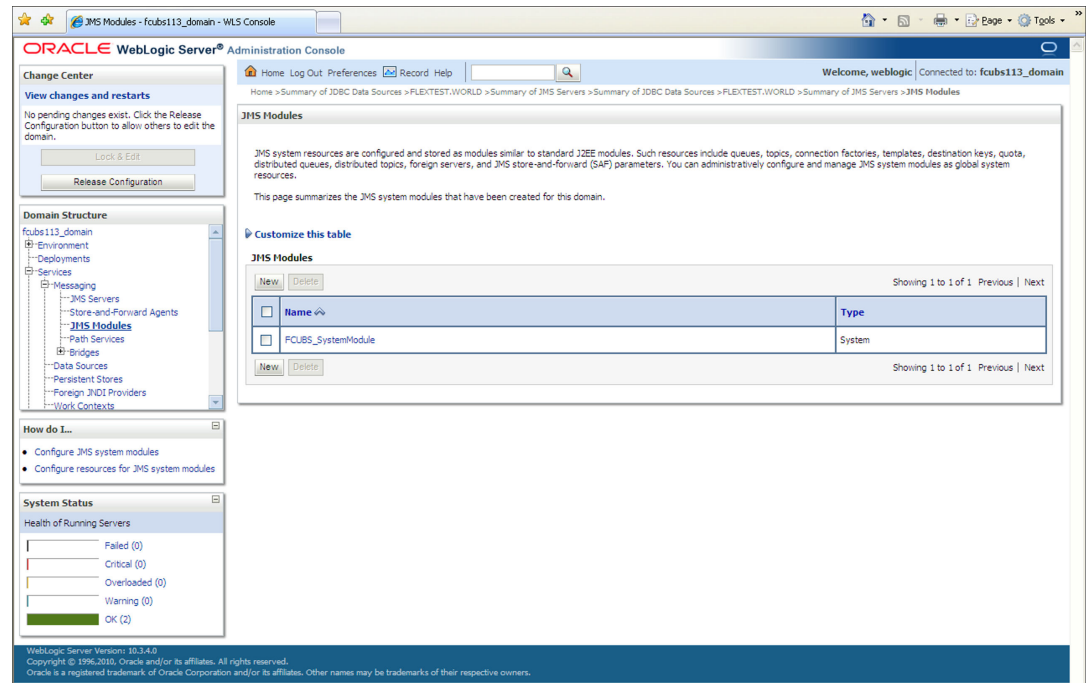 JMS Modules - fcubs113_domain - WLS Console
Page Tools
ORACLE WebLogic Server® Administration Console
Change Center
View changes and restarts
No pending changes exist. Click the Release
Configuration button to allow others to edit the
domain.
Lock & Edit
Release Configuration
Domain Structure
fcubs113_domain
Environment
Deployments
Services
Messaging
JMS Servers
Store-and-Forward Agents
JMS Modules
Path Services
Bridges
Data Sources
Persistent Stores
Foreign JNDI Providers
Work Contexts
How do I...
Configure JMS system modules
Configure resources for JMS system modules
System Status
Health of Running Servers
Failed (0)
Critical (0)
Overloaded (0)
Warning (0)
OK (2)
Home Log Out Preferences Record Help
Welcome, weblogic Connected to: fcubs113_domain
Home >Summary of JDBC Data Sources >FLEXTEST.WORLD >Summary of JMS Servers >Summary of JDBC Data Sources >FLEXTEST.WORLD >Summary of JMS Servers >JMS Modules
JMS Modules
JMS system resources are configured and stored as modules similar to standard J2EE modules. Such resources include queues, topics, connection factories, templates, destination keys, quota,
distributed queues, distributed topics, foreign servers, and JMS store-and-forward (SAF) parameters. You can administratively configure and manage JMS system modules as global system
resources.
This page summarizes the JMS system modules that have been created for this domain.
Customize this table
JMS Modules
New Delete Showing 1 to 1 of 1 Previous | Next
Name Type
FCUBS_SystemModule System
New Delete Showing 1 to 1 of 1 Previous | Next
WebLogic Server Version: 10.3.4.0
Copyright © 1996,2010, Oracle and/or its affiliates. All rights reserved.
Oracle is a registered trademark of Oracle Corporation and/or its affiliates. Other names may be trademarks of their respective owners.